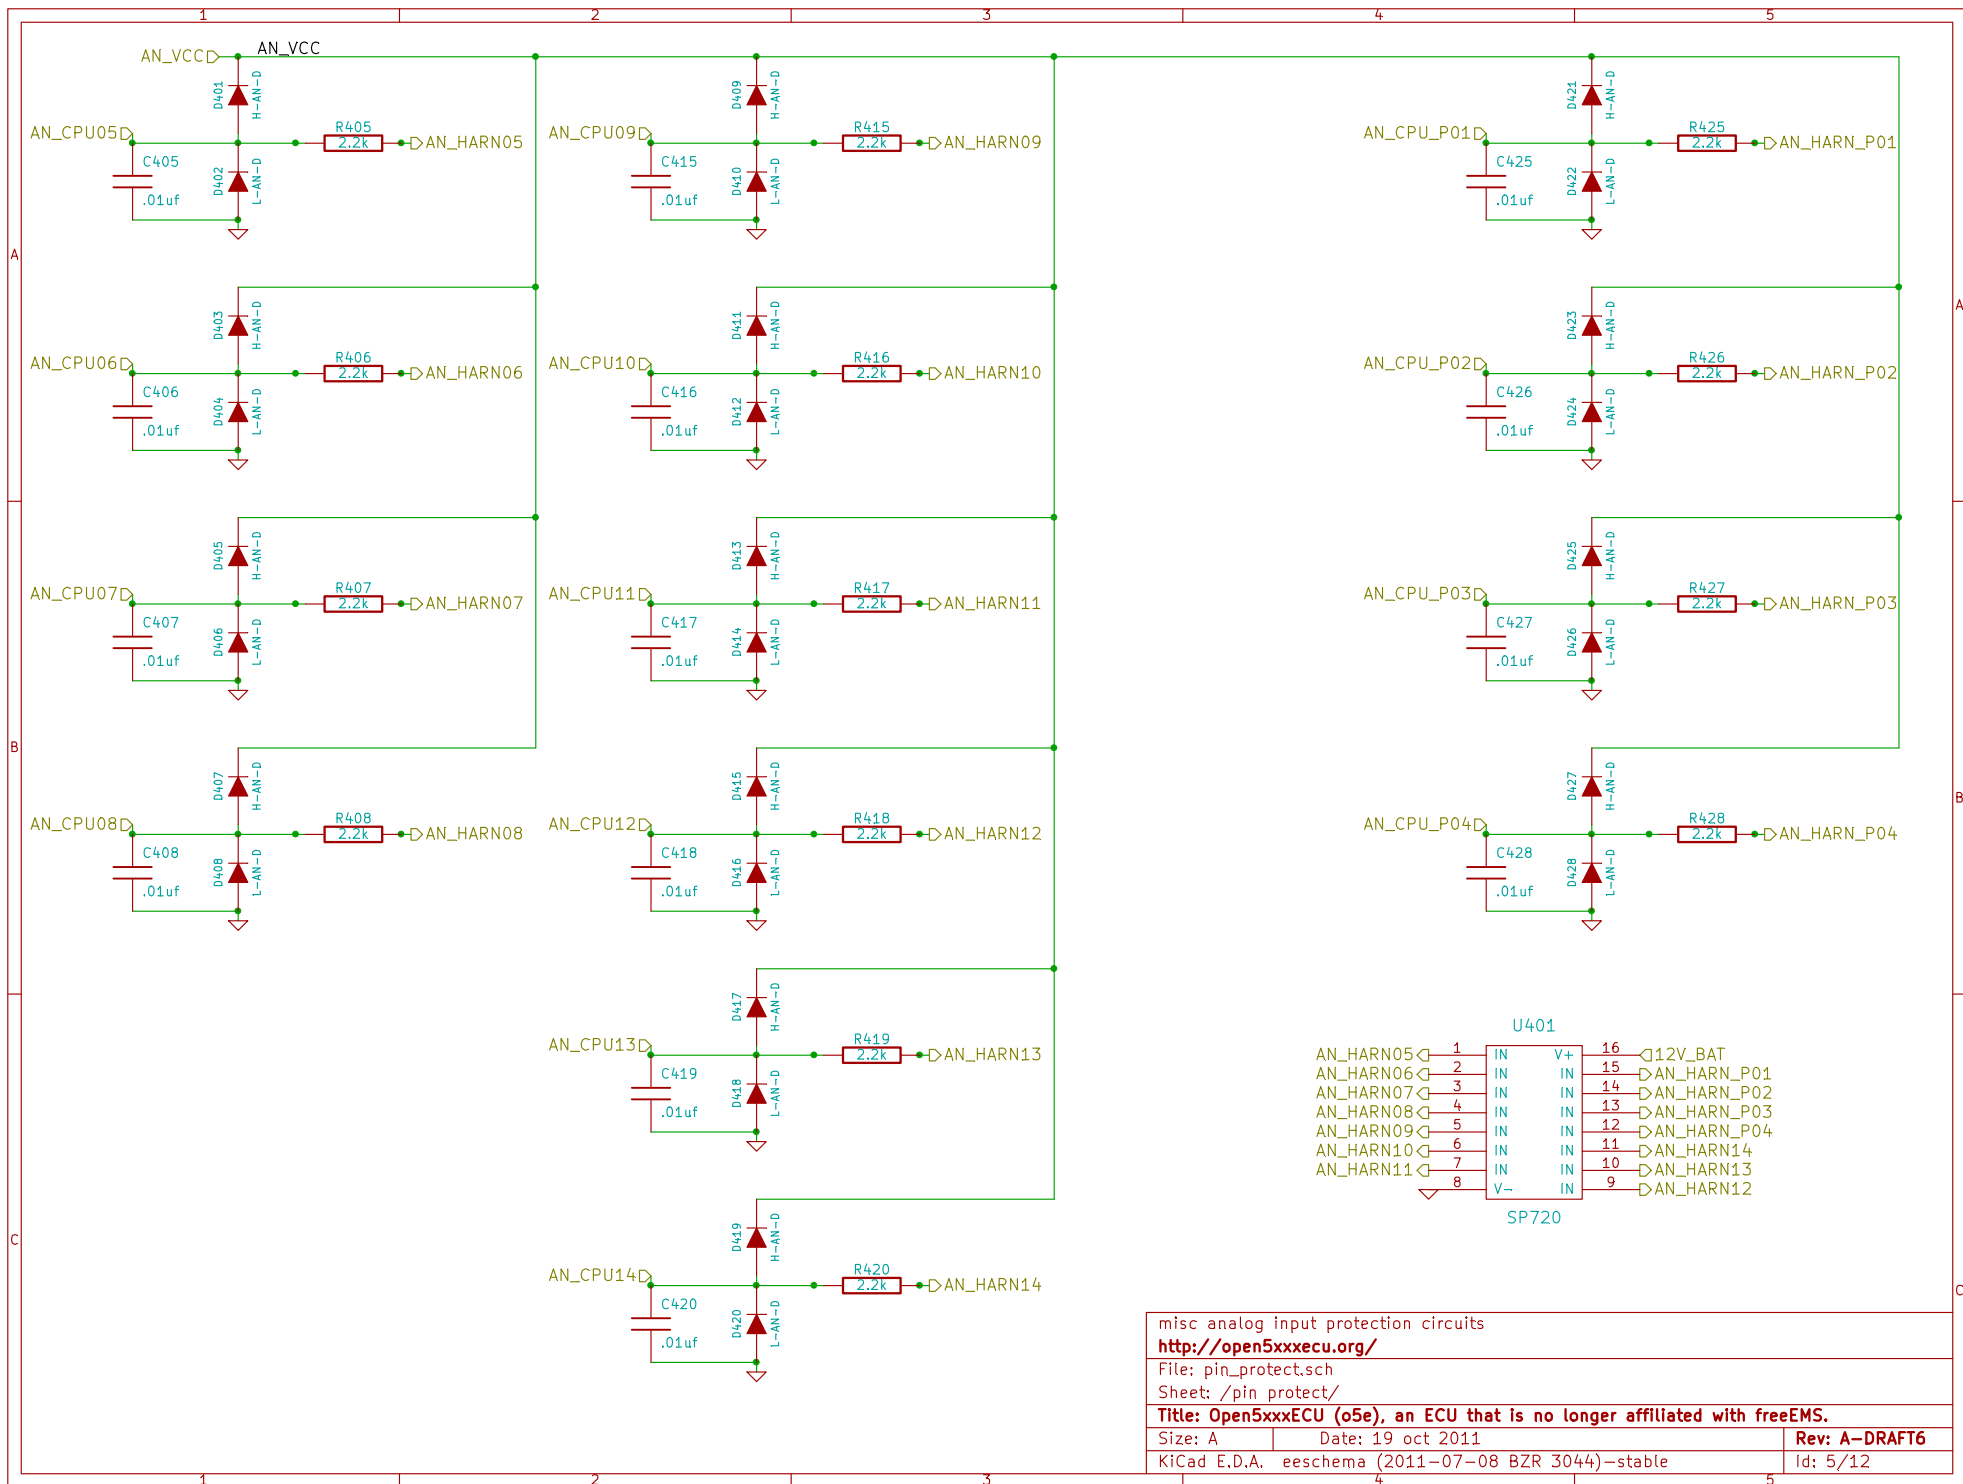 1 2 3 4 5
AN_VCC AN_VCC
D401 H-AN-D
AN_CPU05 R405 2.2k AN_HARN05
C405 .01uf
D402 L-AN-D
D409 H-AN-D
AN_CPU09 R415 2.2k AN_HARN09
C415 .01uf
D410 L-AN-D
D421 H-AN-D
AN_CPU_P01 R425 2.2k AN_HARN_P01
C425 .01uf
D422 L-AN-D
A
A
D403 H-AN-D
AN_CPU06 R406 2.2k AN_HARN06
C406 .01uf
D404 L-AN-D
D411 H-AN-D
AN_CPU10 R416 2.2k AN_HARN10
C416 .01uf
D412 L-AN-D
D423 H-AN-D
AN_CPU_P02 R426 2.2k AN_HARN_P02
C426 .01uf
D424 L-AN-D
D405 H-AN-D
AN_CPU07 R407 2.2k AN_HARN07
C407 .01uf
D406 L-AN-D
D413 H-AN-D
AN_CPU11 R417 2.2k AN_HARN11
C417 .01uf
D414 L-AN-D
D425 H-AN-D
AN_CPU_P03 R427 2.2k AN_HARN_P03
C427 .01uf
D426 L-AN-D
B
B
D407 H-AN-D
AN_CPU08 R408 2.2k AN_HARN08
C408 .01uf
D408 L-AN-D
D415 H-AN-D
AN_CPU12 R418 2.2k AN_HARN12
C418 .01uf
D416 L-AN-D
D427 H-AN-D
AN_CPU_P04 R428 2.2k AN_HARN_P04
C428 .01uf
D428 L-AN-D
D417 H-AN-D
AN_CPU13 R419 2.2k AN_HARN13
C419 .01uf
D418 L-AN-D
U401
AN_HARN05 1 IN V+ 16 12V_BAT
AN_HARN06 2 IN IN 15 AN_HARN_P01
AN_HARN07 3 IN IN 14 AN_HARN_P02
AN_HARN08 4 IN IN 13 AN_HARN_P03
AN_HARN09 5 IN IN 12 AN_HARN_P04
AN_HARN10 6 IN IN 11 AN_HARN14
AN_HARN11 7 IN IN 10 AN_HARN13
8 V- IN 9 AN_HARN12
SP720
C
C
D419 H-AN-D
AN_CPU14 R420 2.2k AN_HARN14
C420 .01uf
D420 L-AN-D
misc analog input protection circuits
http://open5xxxecu.org/
File: pin_protect.sch
Sheet: /pin protect/
Title: Open5xxxECU (o5e), an ECU that is no longer affiliated with freeEMS.
Size: A Date: 19 oct 2011 Rev: A-DRAFT6
KiCad E.D.A. eeschema (2011-07-08 BZR 3044)-stable Id: 5/12
1 2 3 4 5